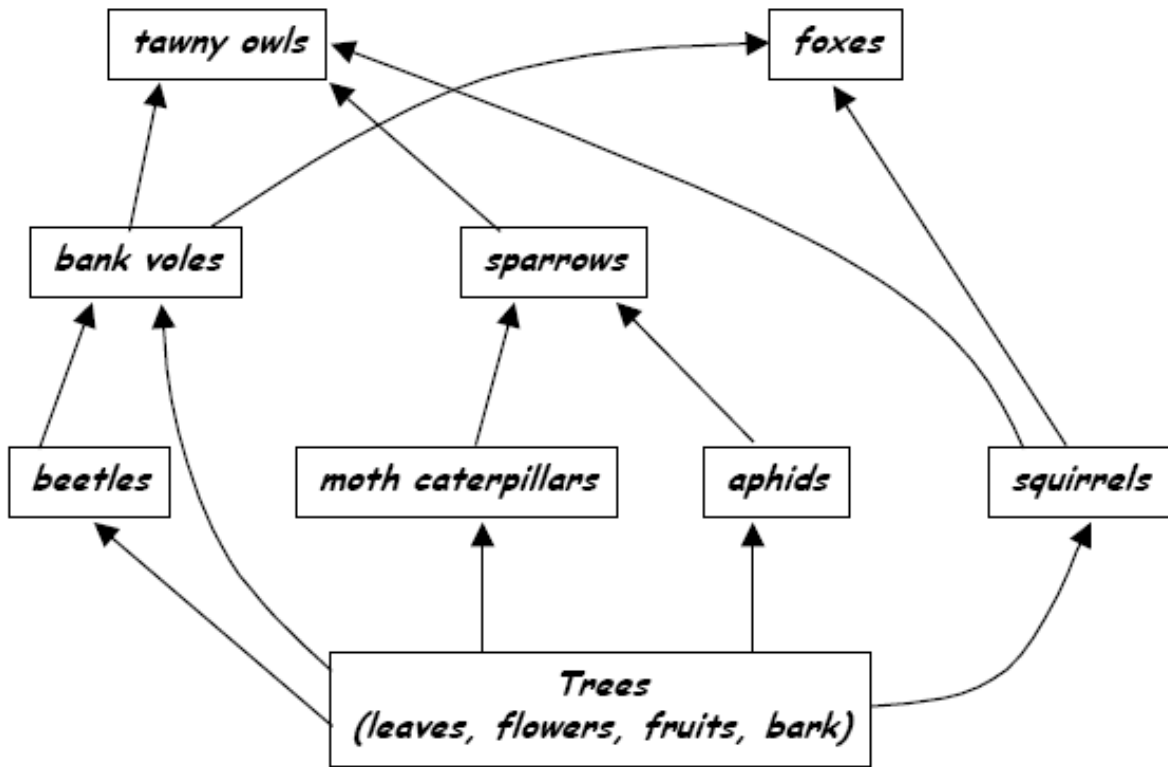 tawny owls
foxes
bank voles
sparrows
beetles
moth caterpillars
aphids
squirrels
Trees
(leaves, flowers, fruits, bark)